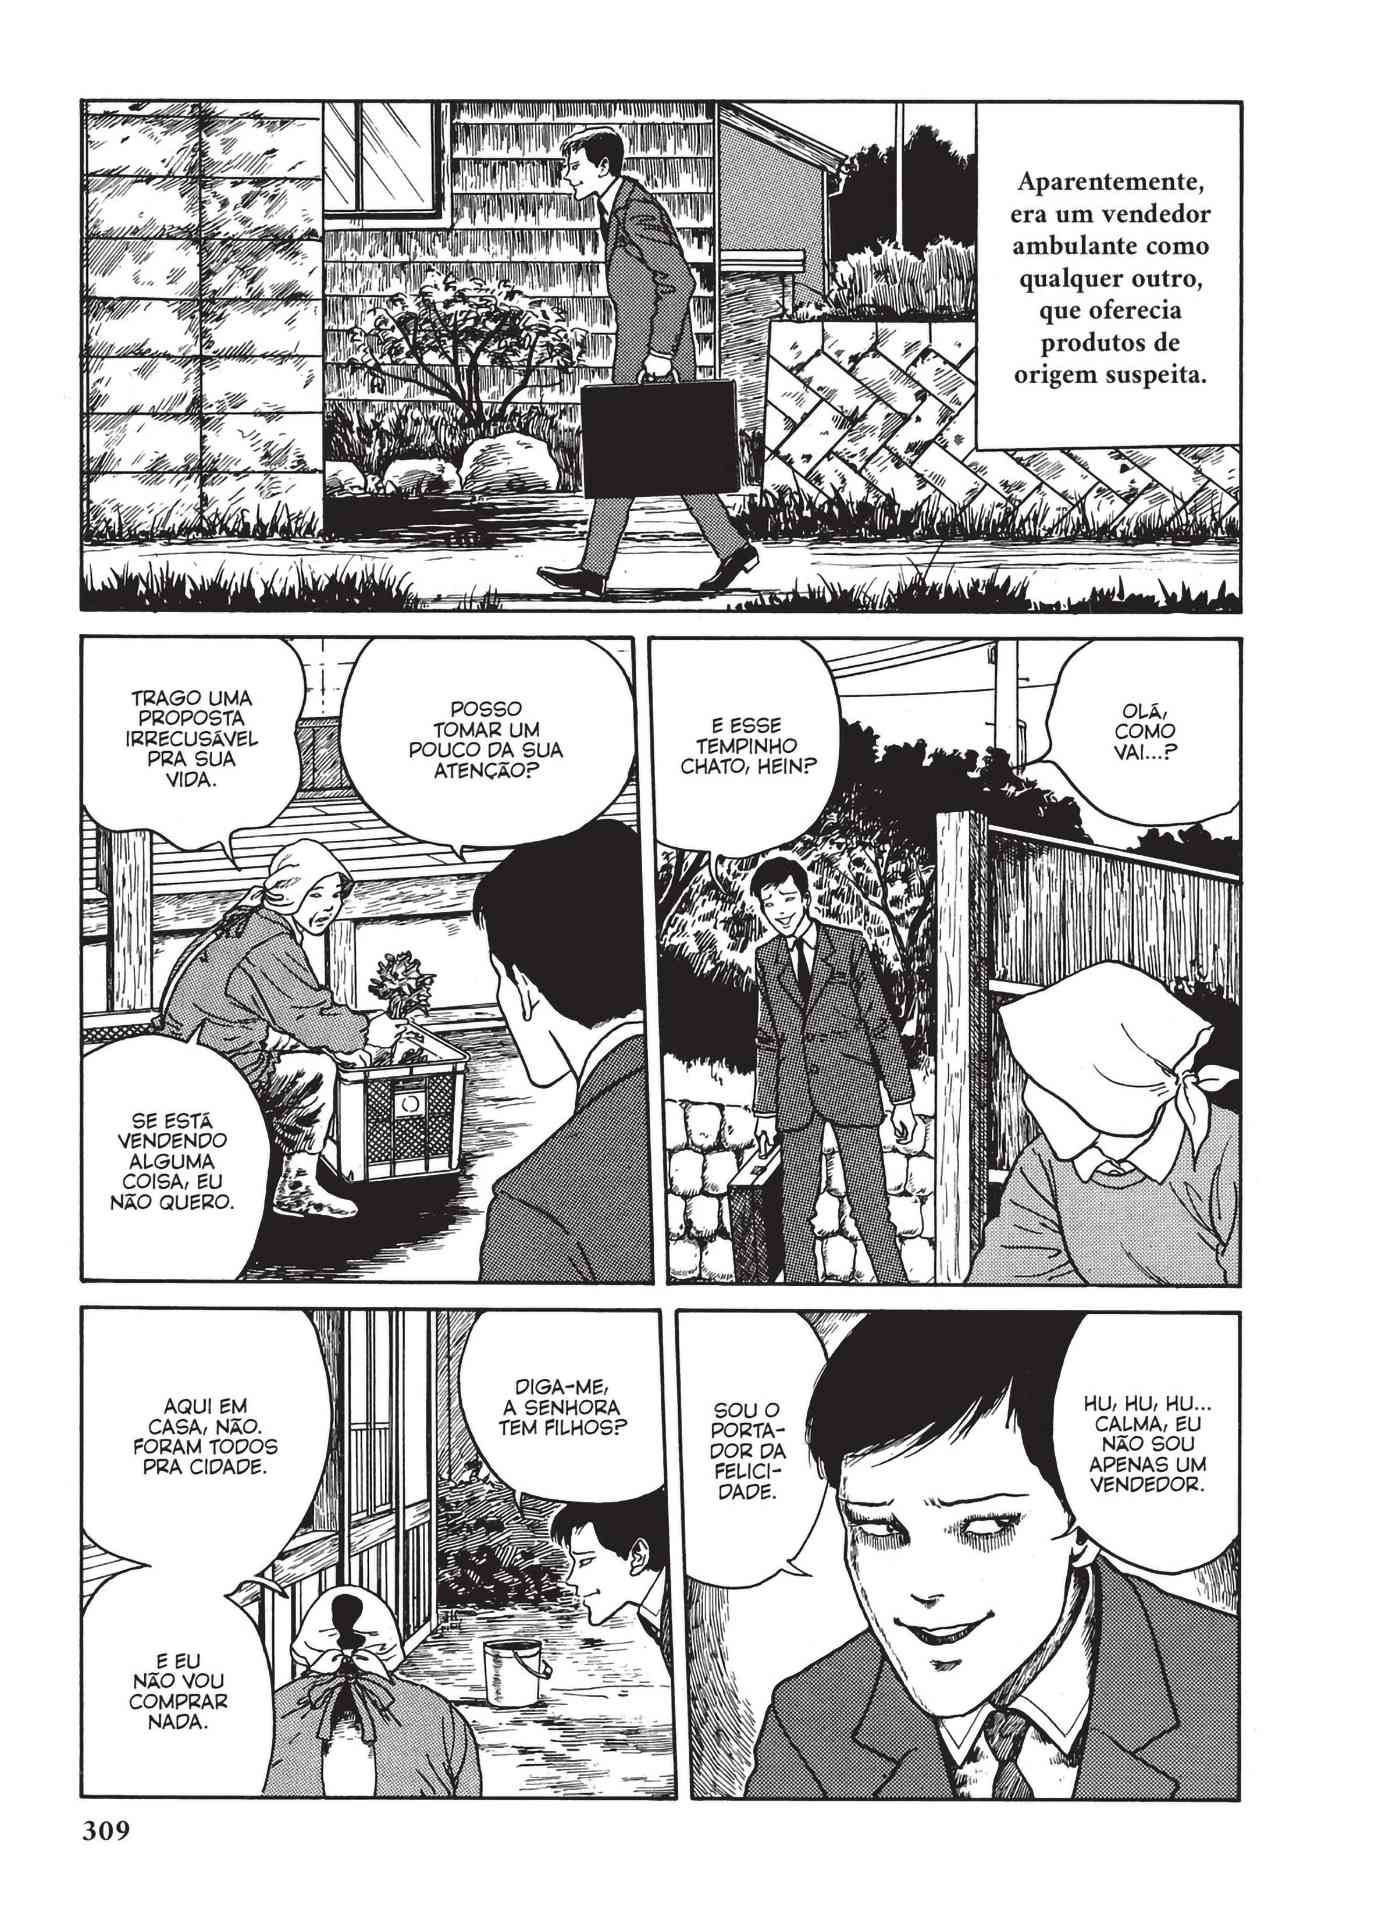 Aparentemente,
era um vendedor
ambulante como
qualquer outro,
que oferecia
produtos de
origem suspeita.
OLÁ,
COMO
VAI...?
E ESSE
TEMPINHO
CHATO, HEIN?
POSSO
TOMAR UM
POUCO DA SUA
ATENÇÃO?
TRAGO UMA
PROPOSTA
IRRECUSÁVEL
PRA SUA
VIDA.
SE ESTÁ
VENDENDO
ALGUMA
COISA, EU
NÃO QUERO.
HU, HU, HU...
CALMA, EU
NÃO SOU
APENAS UM
VENDEDOR.
SOU O
PORTA-
DOR DA
FELICI-
DADE.
DIGA-ME,
A SENHORA
TEM FILHOS?
AQUI EM
CASA, NÃO.
FORAM TODOS
PRA CIDADE.
E EU
NÃO VOU
COMPRAR
NADA.
309